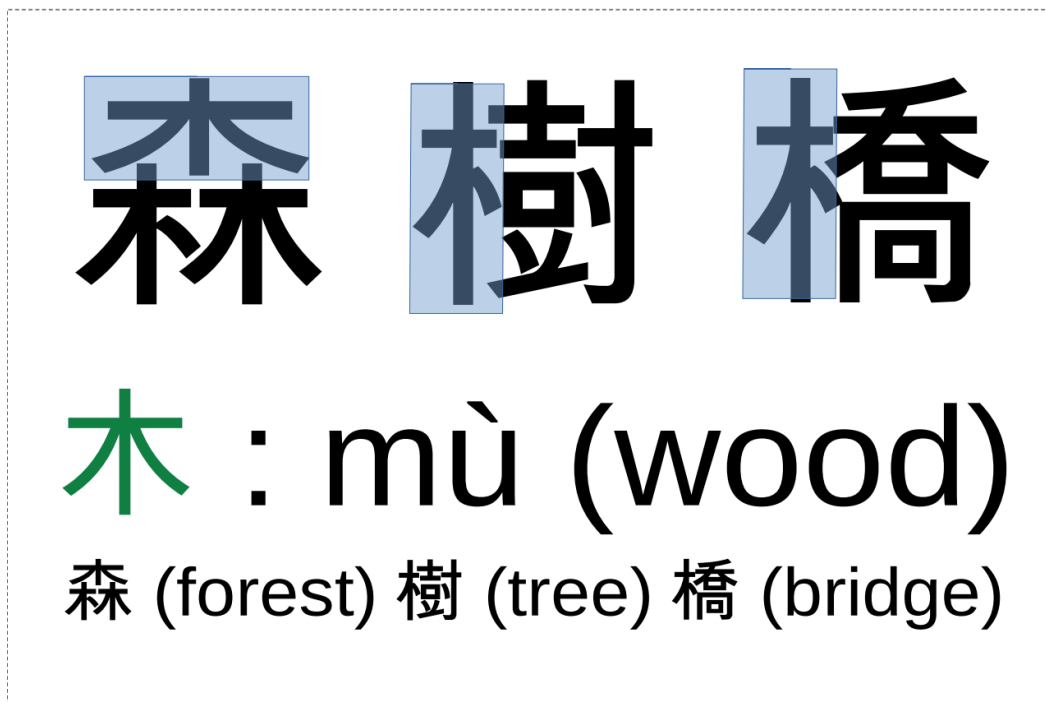 森 樹 橋
木 : mù (wood)
森 (forest) 樹 (tree) 橋 (bridge)